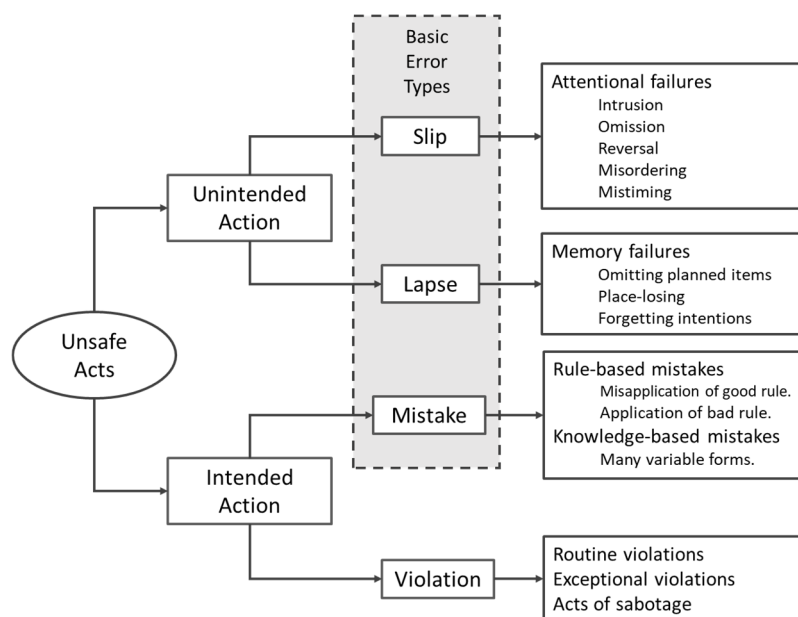 Basic
Error
Types
Unsafe
Acts
Unintended
Action
Slip
Attentional failures
Intrusion
Omission
Reversal
Misordering
Mistiming
Lapse
Memory failures
Omitting planned items
Place-losing
Forgetting intentions
Intended
Action
Mistake
Rule-based mistakes
Misapplication of good rule.
Application of bad rule.
Knowledge-based mistakes
Many variable forms.
Violation
Routine violations
Exceptional violations
Acts of sabotage